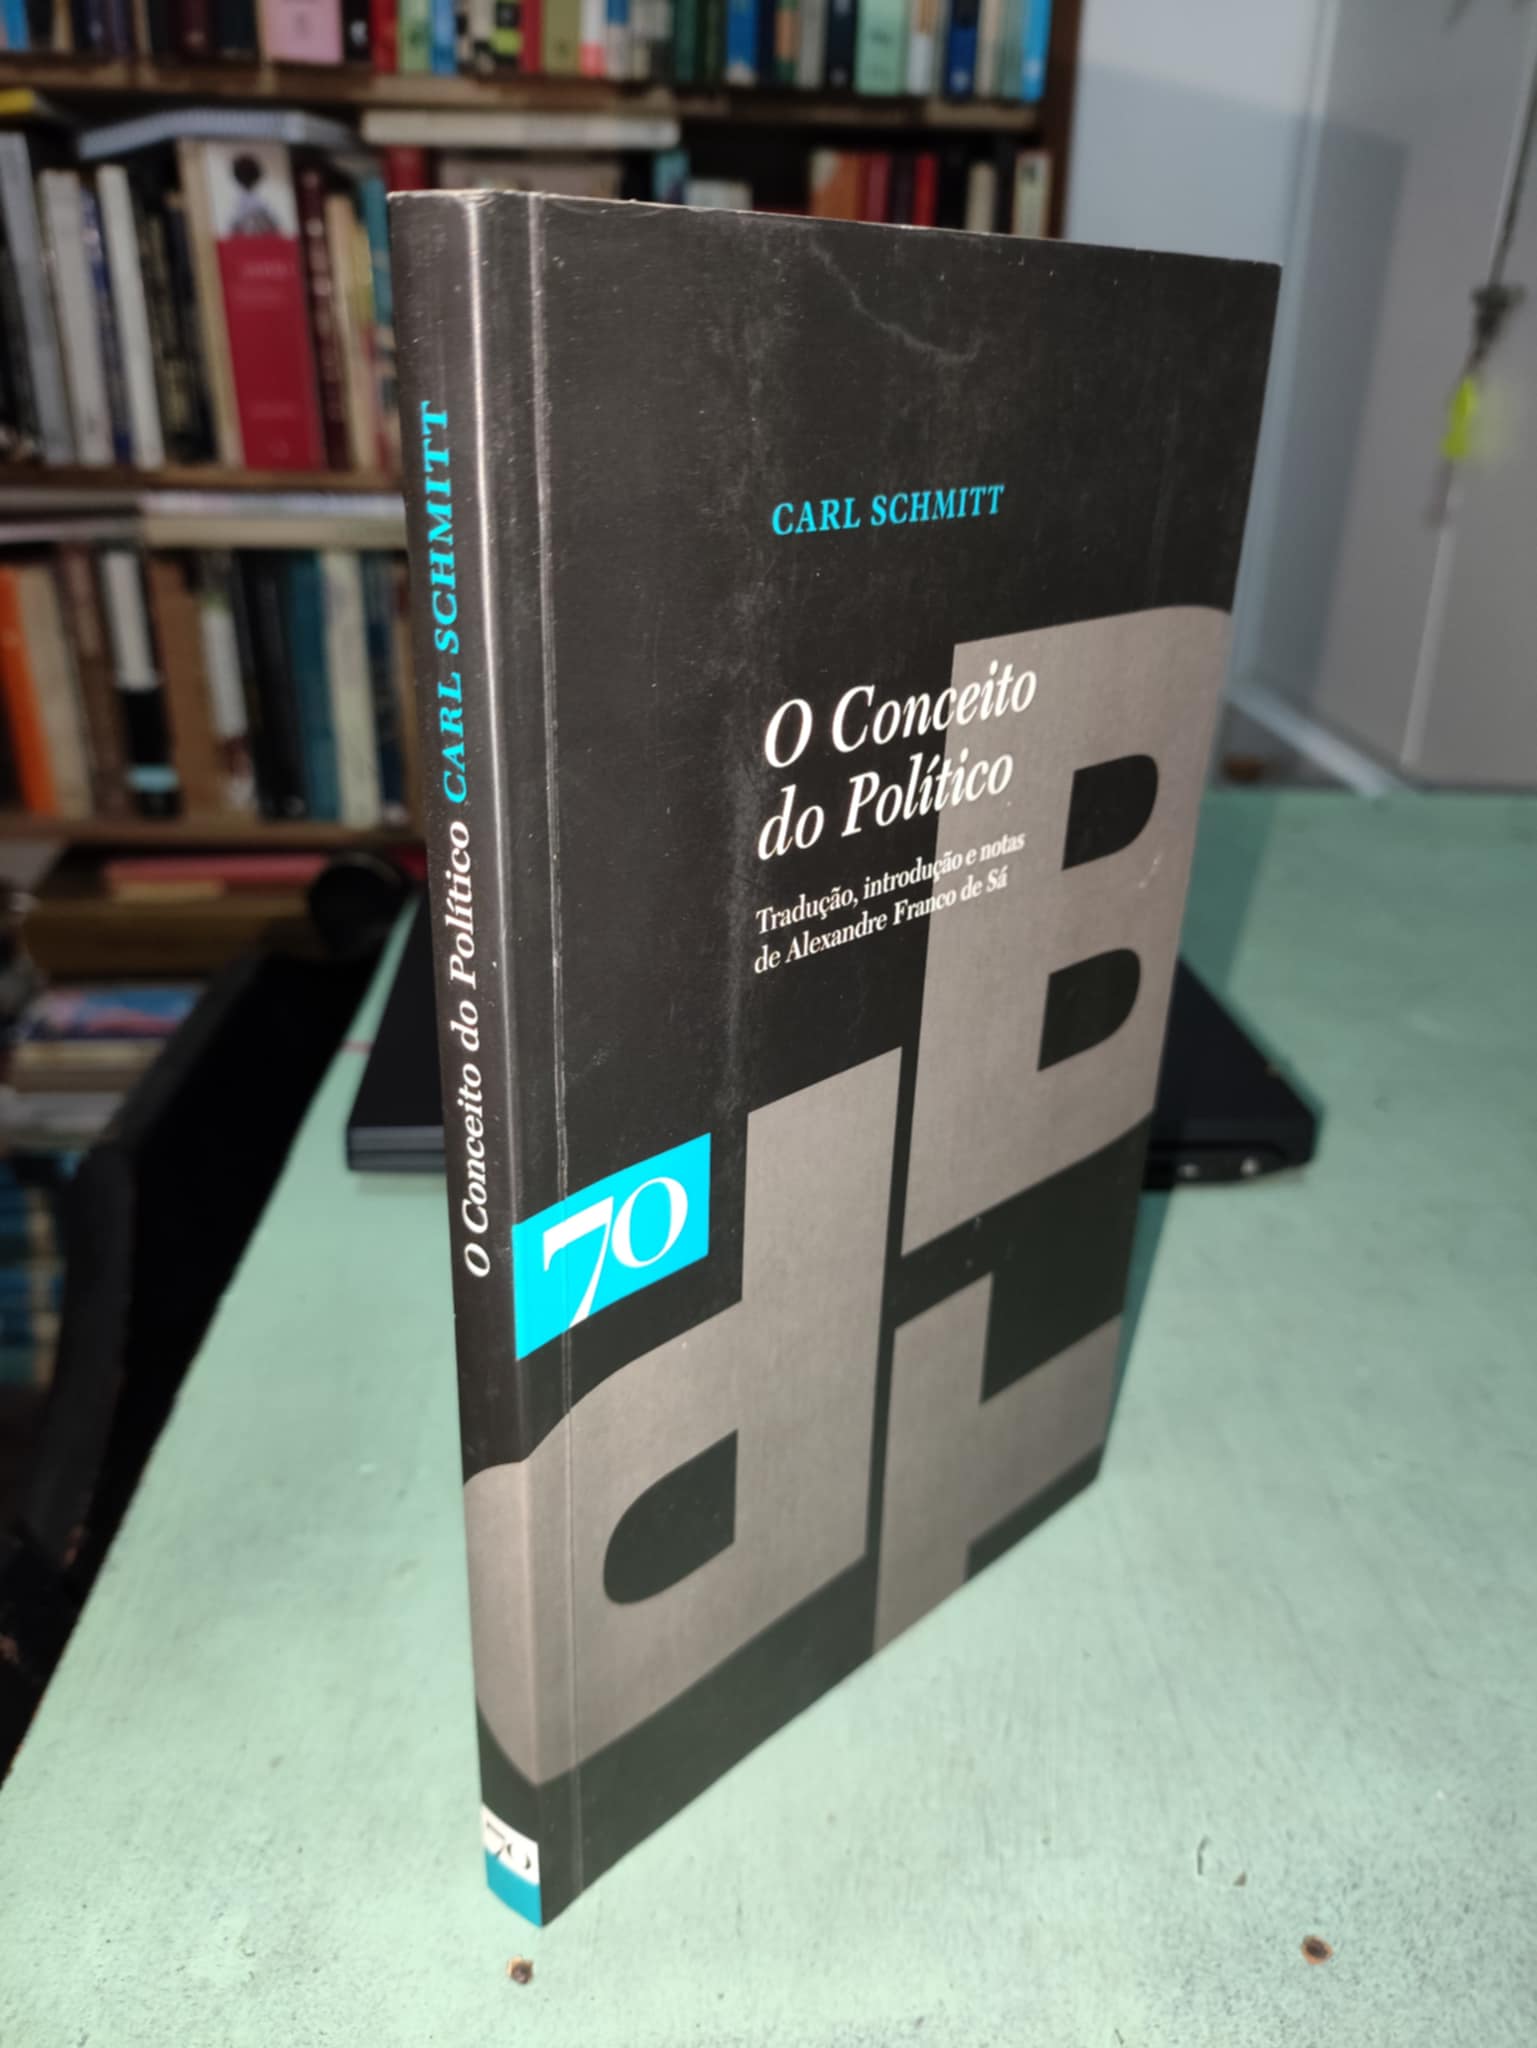 O Conceito do Político CARL SCHMITT
70
CARL SCHMITT
O Conceito
do Político
Tradução, introdução e notas
de Alexandre Franco de Sá
70
B
d